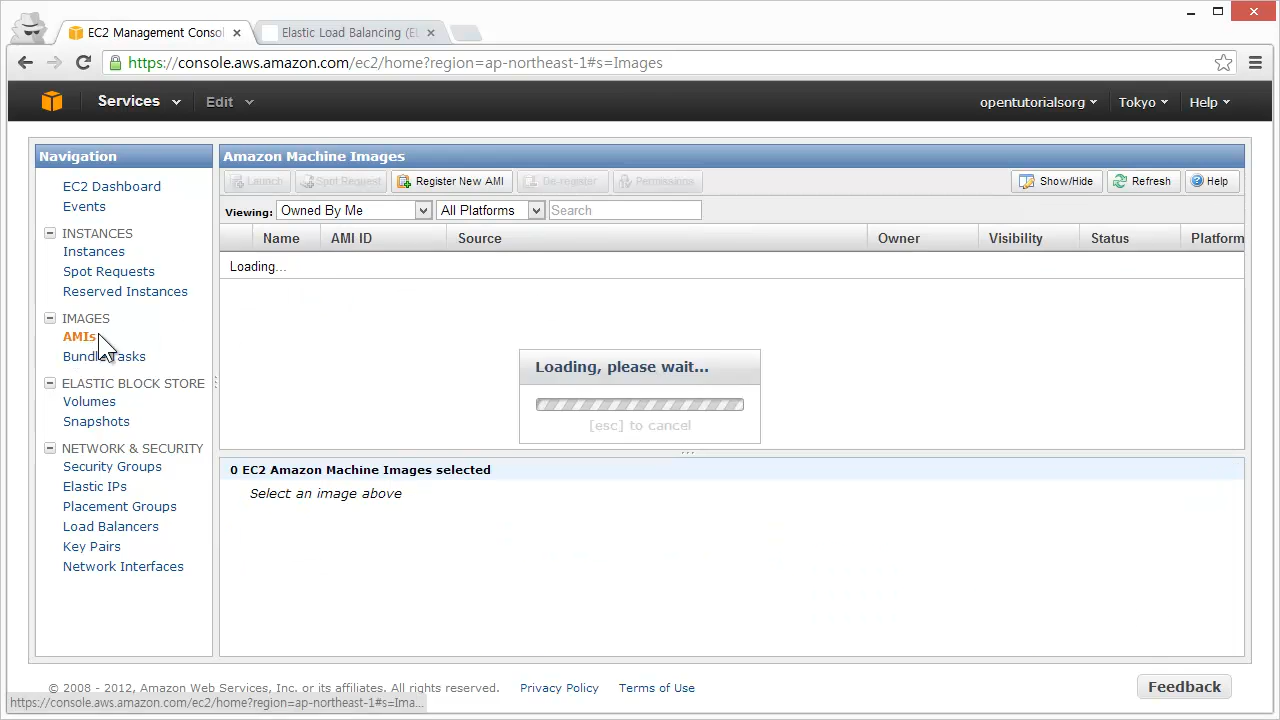 EC2 Management Consol
Elastic Load Balancing (EL
https://console.aws.amazon.com/ec2/home?region=ap-northeast-1#s=Images
Services
Edit
opentutorialsorg
Tokyo
Help
Navigation
EC2 Dashboard
Events
INSTANCES
Instances
Spot Requests
Reserved Instances
IMAGES
AMIs
Bundle Tasks
ELASTIC BLOCK STORE
Volumes
Snapshots
NETWORK & SECURITY
Security Groups
Elastic IPs
Placement Groups
Load Balancers
Key Pairs
Network Interfaces
Amazon Machine Images
Launch
Spot Request
Register New AMI
De-register
Permissions
Show/Hide
Refresh
Help
Viewing:
Owned By Me
All Platforms
Search
Name
AMI ID
Source
Owner
Visibility
Status
Platform
Loading...
Loading, please wait...
[esc] to cancel
0 EC2 Amazon Machine Images selected
Select an image above
© 2008 - 2012, Amazon Web Services, Inc. or its affiliates. All rights reserved.
Privacy Policy
Terms of Use
Feedback
https://console.aws.amazon.com/ec2/home?region=ap-northeast-1#s=Ima...